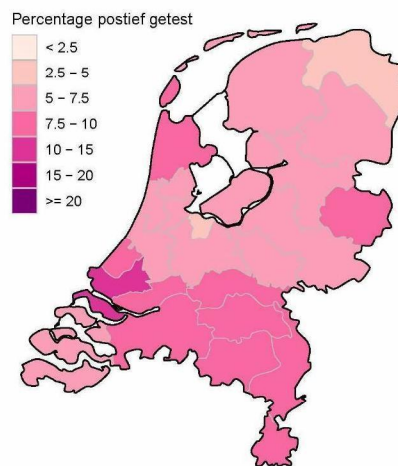 Percentage postief getest
< 2.5
2.5 – 5
5 – 7.5
7.5 – 10
10 – 15
15 – 20
>= 20